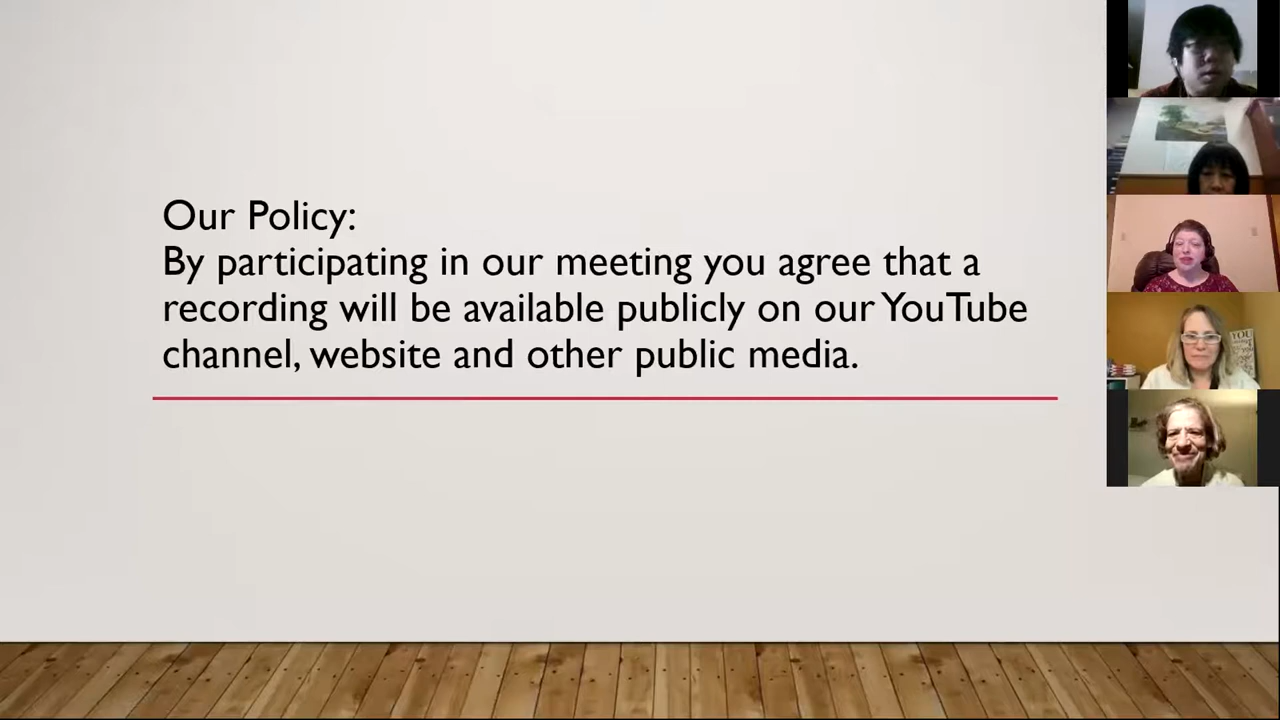 Our Policy:
By participating in our meeting you agree that a
recording will be available publicly on our YouTube
channel, website and other public media.
YOU